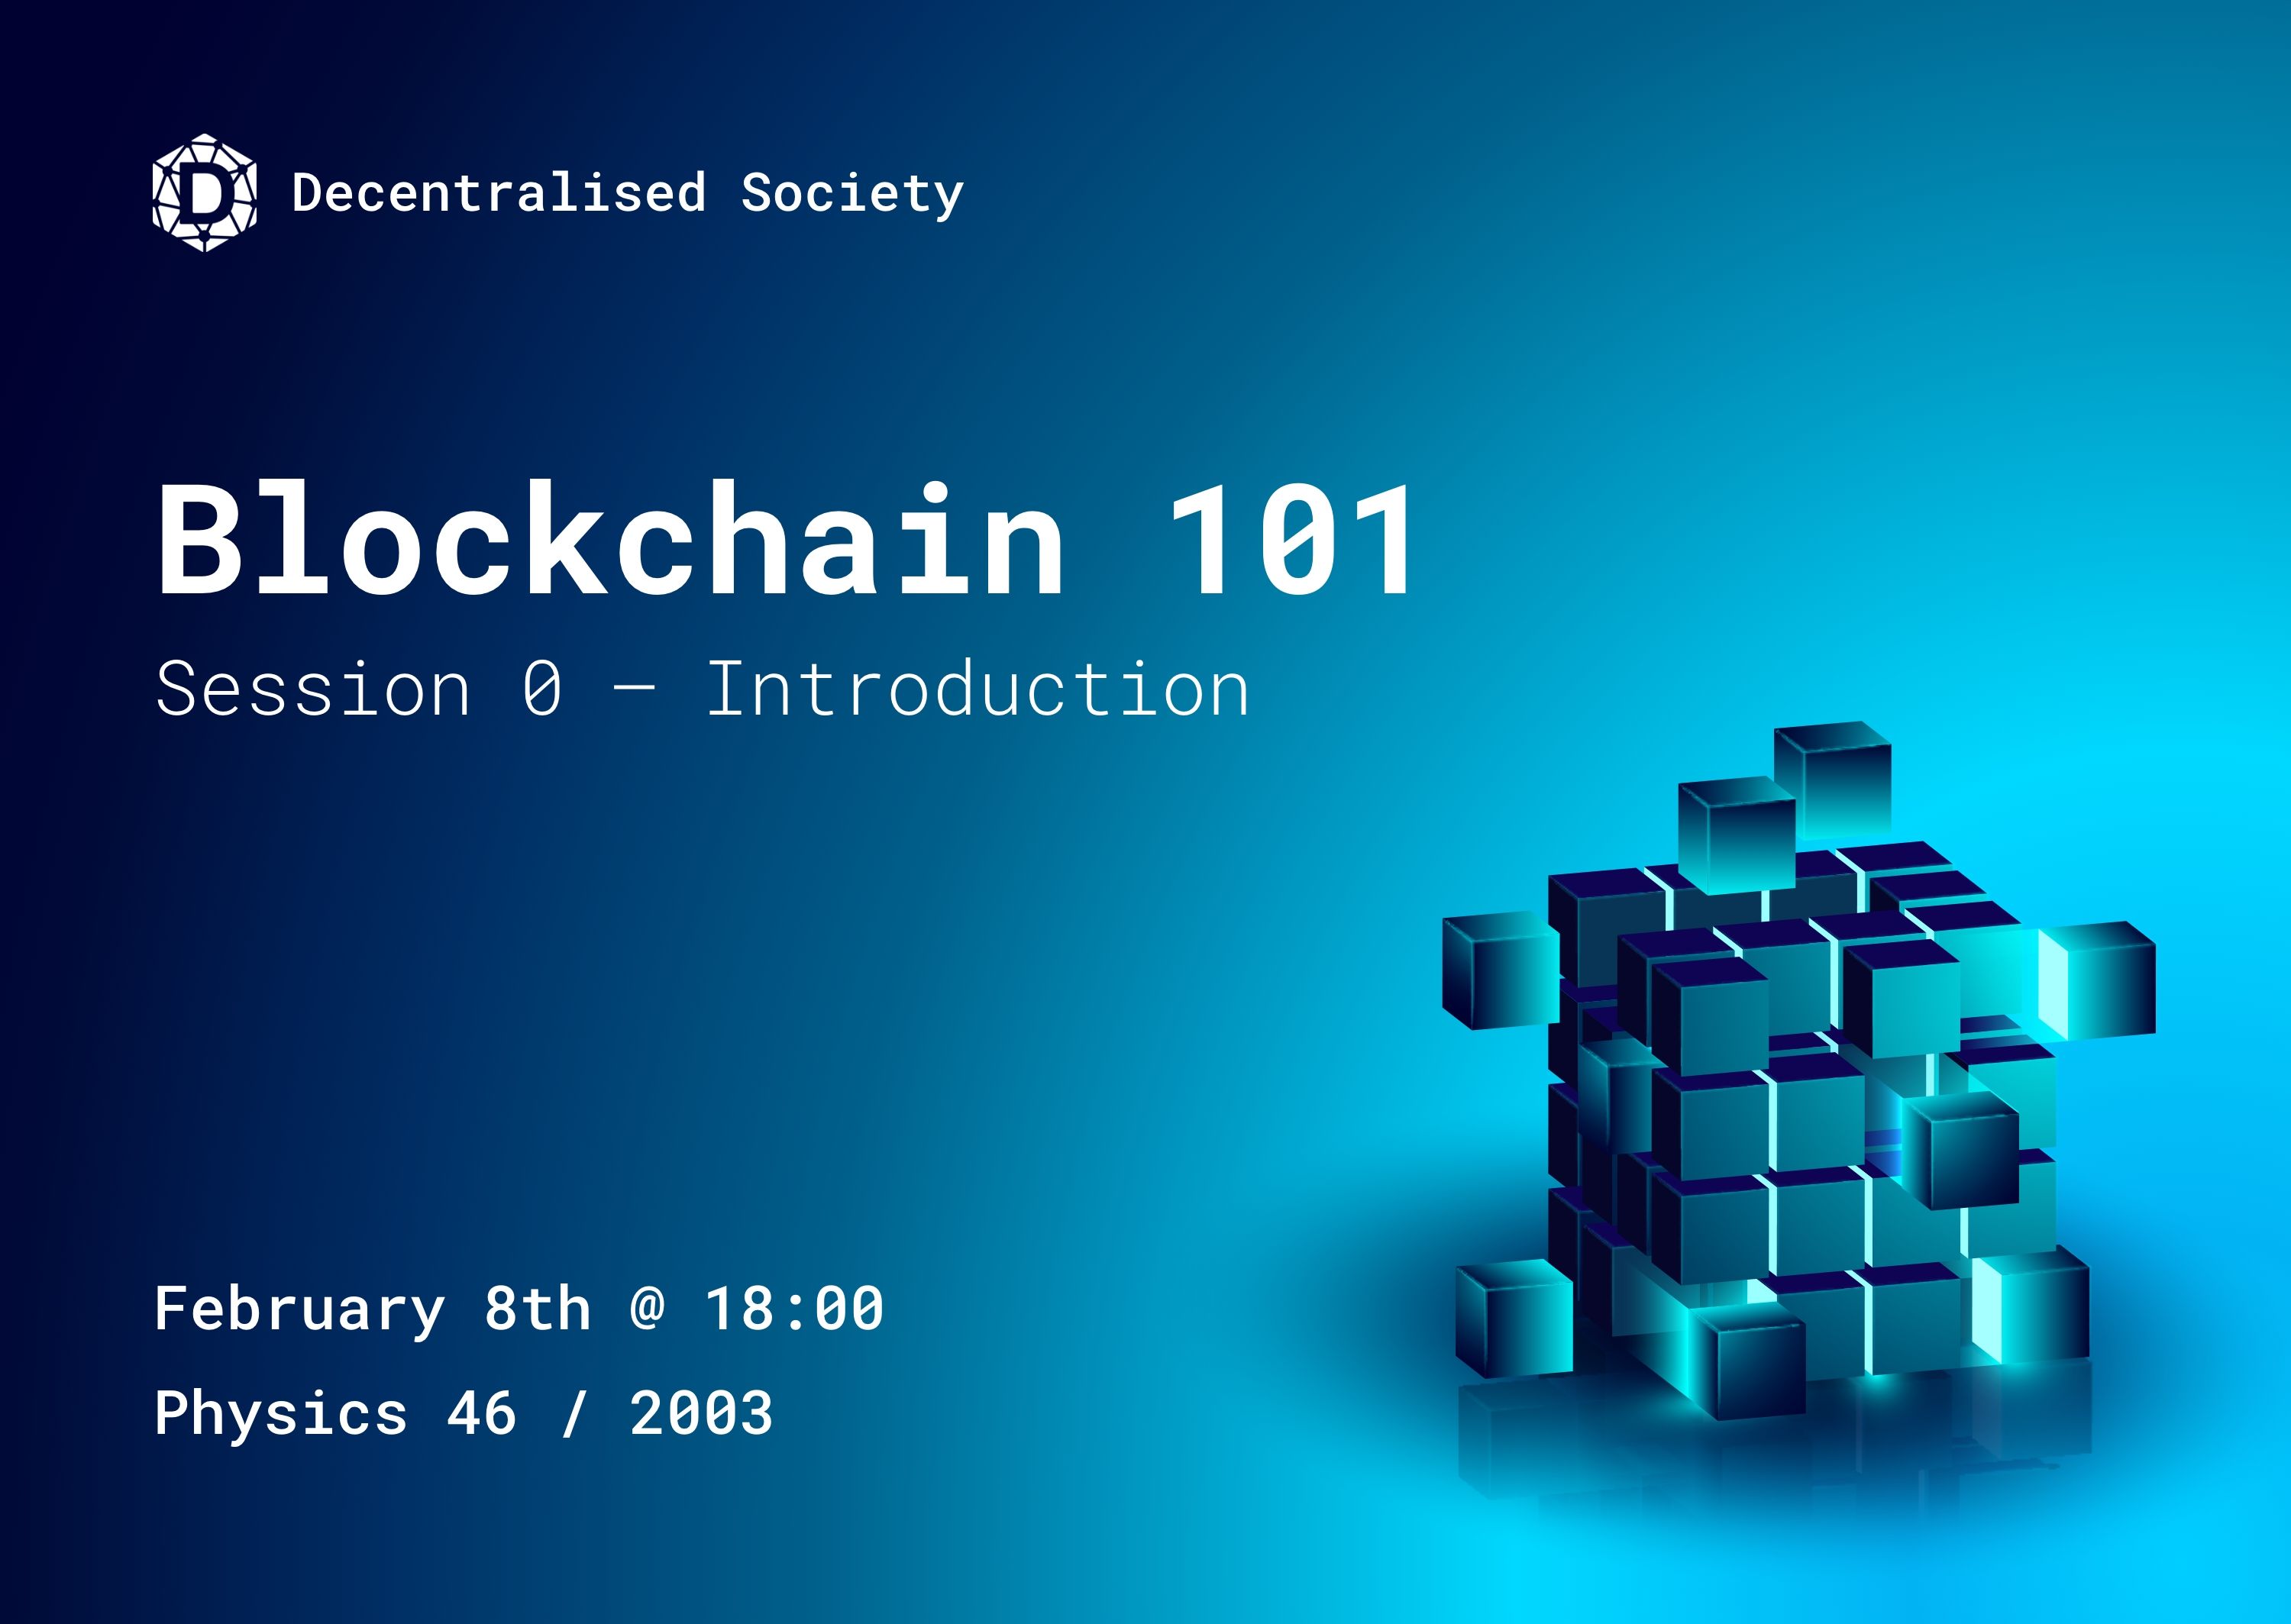 Decentralised Society
Blockchain 101
Session 0 – Introduction
February 8th @ 18:00
Physics 46 / 2003